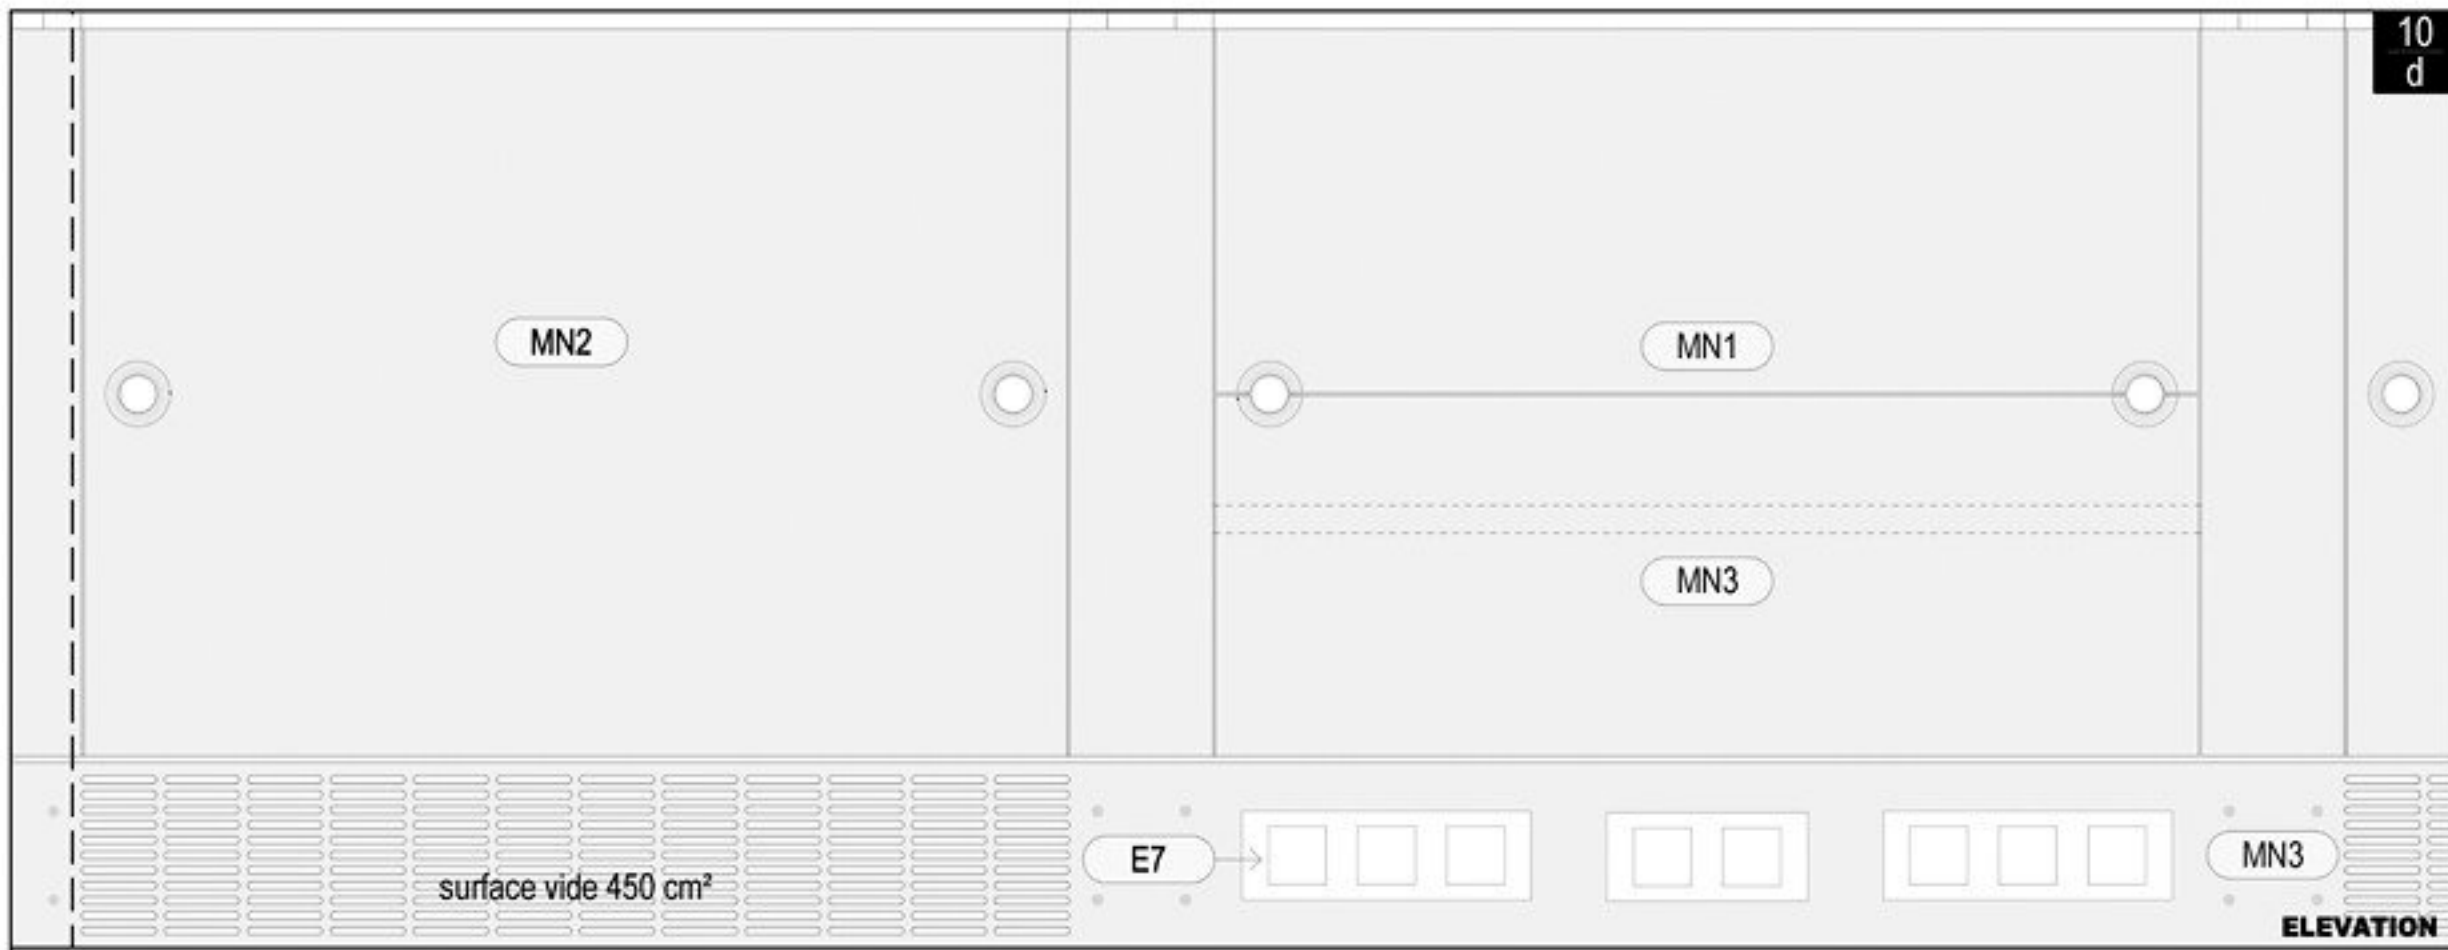 10
d
MN2
MN1
MN3
E7
MN3
surface vide 450 cm²
ELEVATION